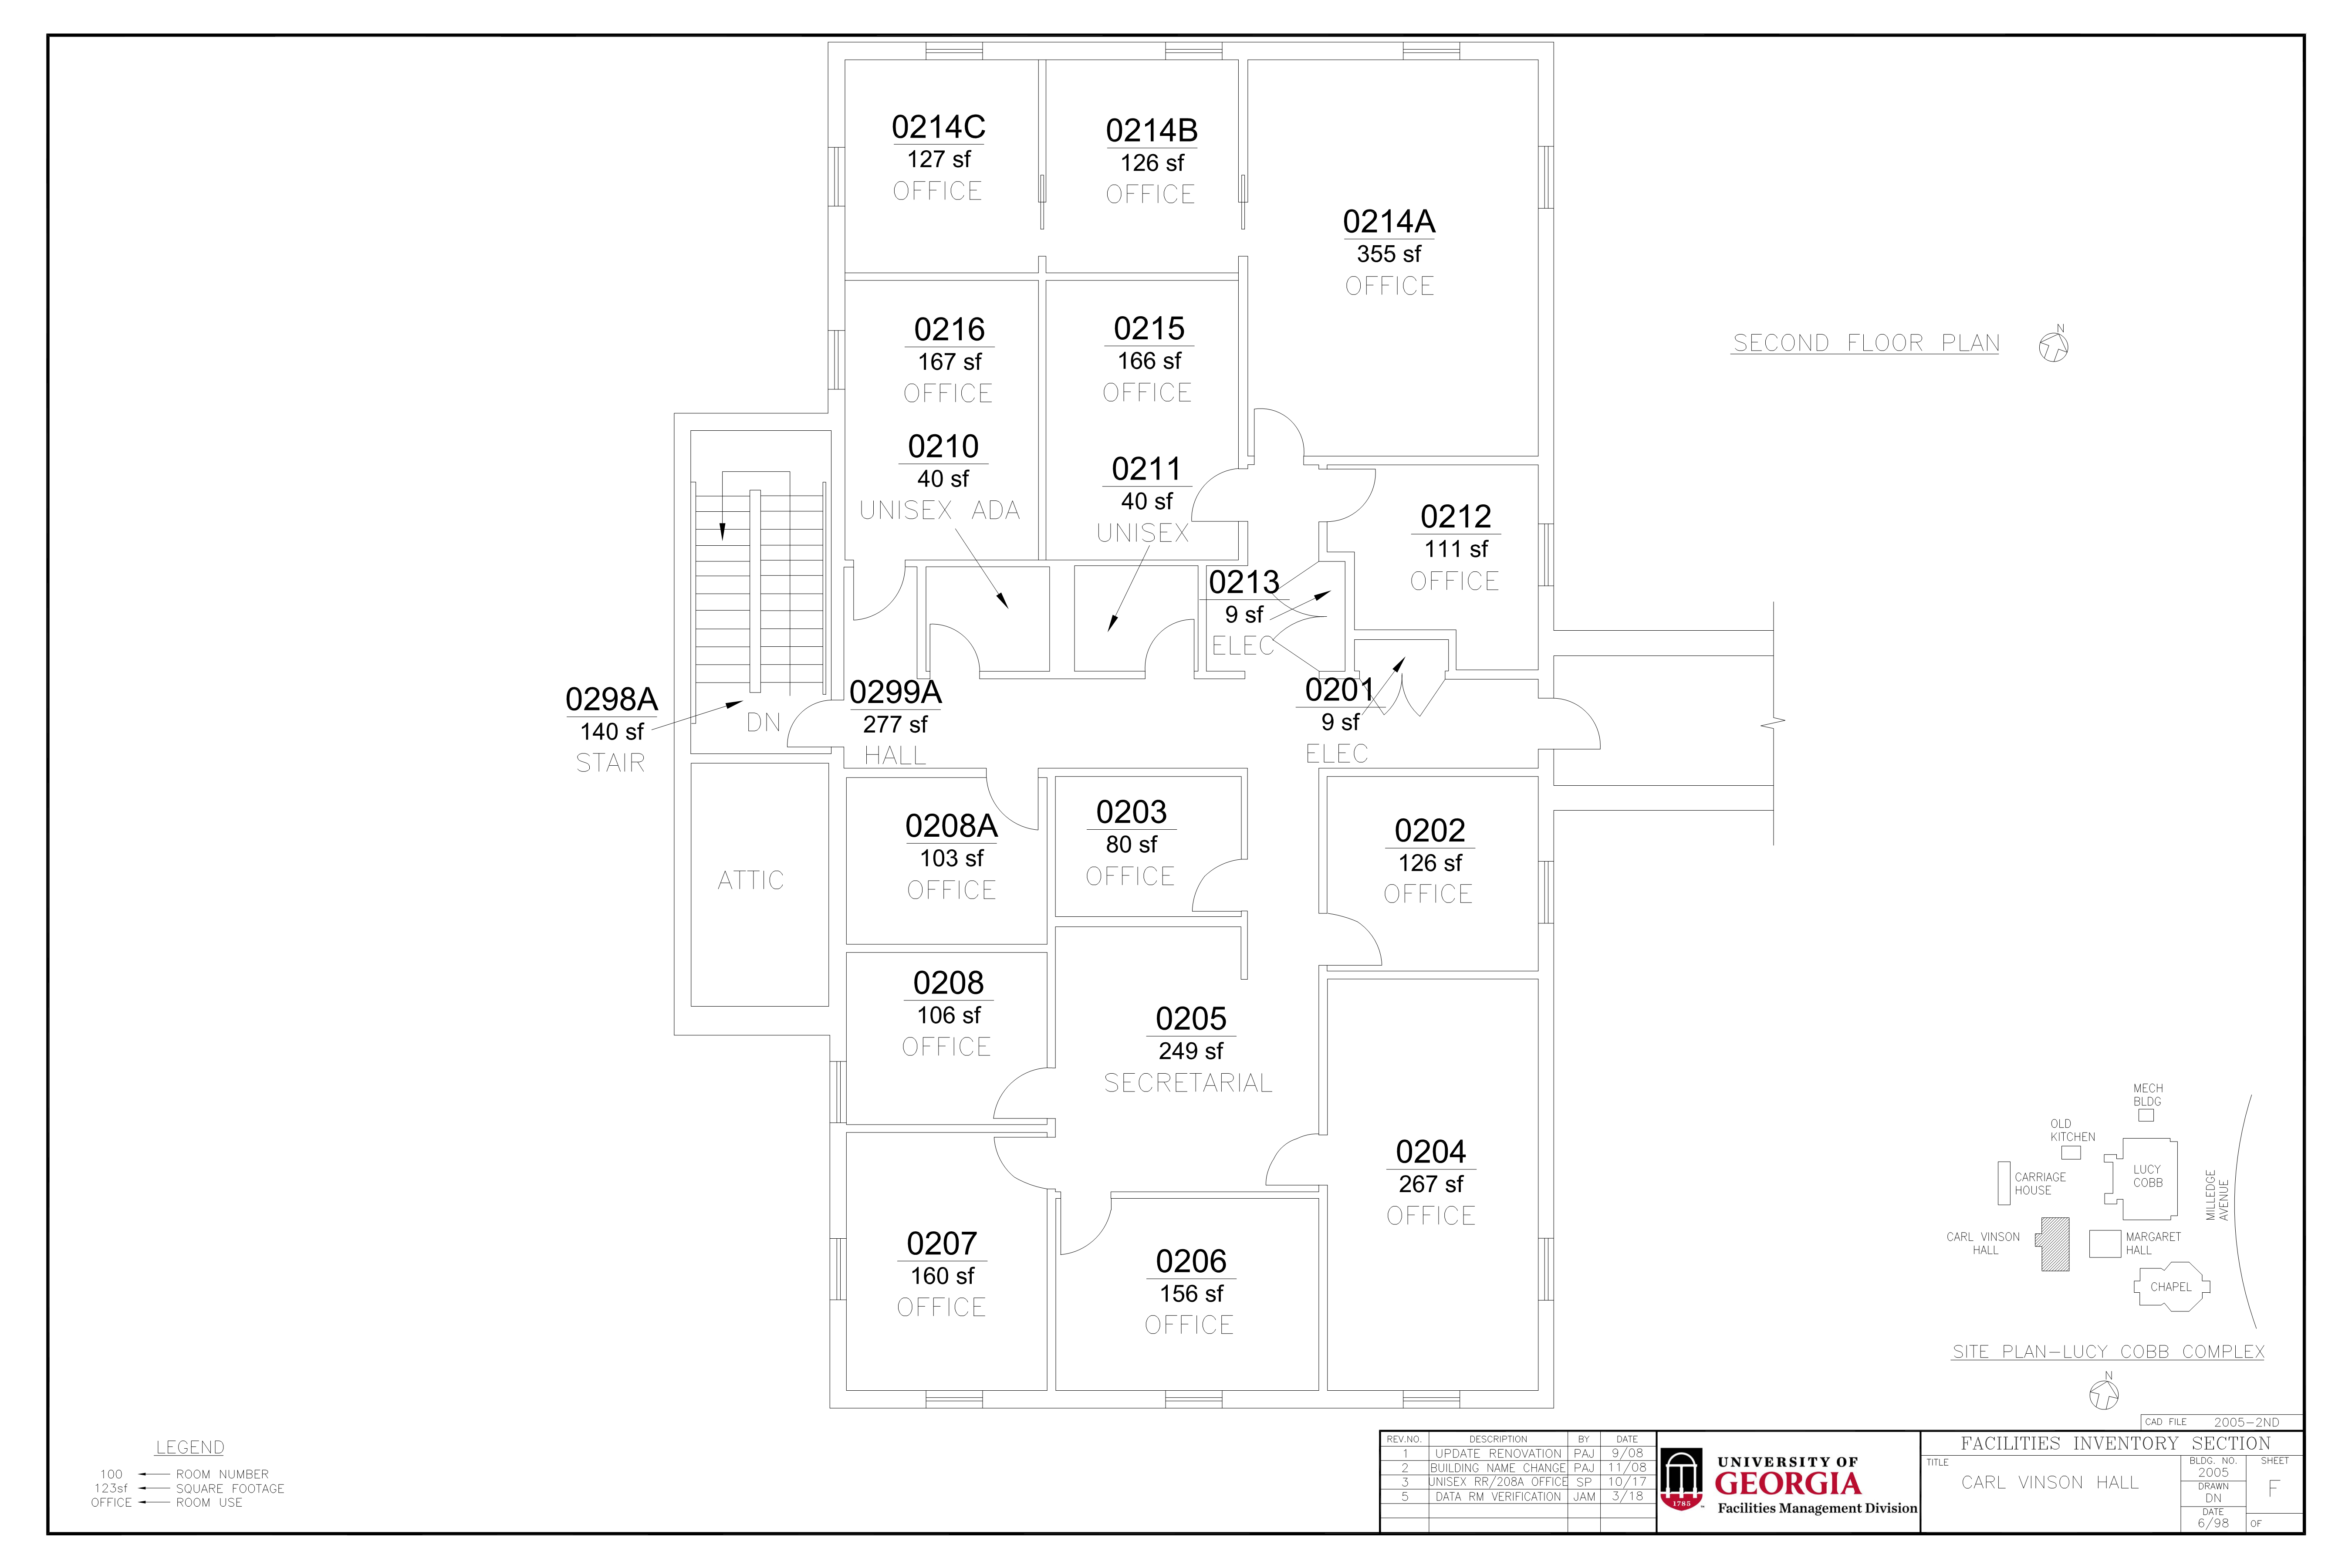 0214C
127 sf
OFFICE
0214B
126 sf
OFFICE
0214A
355 sf
OFFICE
0216
167 sf
OFFICE
0215
166 sf
OFFICE
SECOND FLOOR PLAN
N
0210
40 sf
UNISEX ADA
0211
40 sf
UNISEX
0212
111 sf
OFFICE
0213
9 sf
ELEC
0298A
140 sf
STAIR
DN
0299A
277 sf
HALL
0201
9 sf
ELEC
ATTIC
0208A
103 sf
OFFICE
0203
80 sf
OFFICE
0202
126 sf
OFFICE
0208
106 sf
OFFICE
0205
249 sf
SECRETARIAL
0204
267 sf
OFFICE
0207
160 sf
OFFICE
0206
156 sf
OFFICE
MECH
BLDG
OLD
KITCHEN
CARRIAGE
HOUSE
LUCY
COBB
MILLEDGE
AVENUE
CARL VINSON
HALL
MARGARET
HALL
CHAPEL
SITE PLAN-LUCY COBB COMPLEX
N
LEGEND
100 ROOM NUMBER
123sf SQUARE FOOTAGE
OFFICE ROOM USE
CAD FILE 2005-2ND
REV.NO. DESCRIPTION BY DATE
1 UPDATE RENOVATION PAJ 9/08
2 BUILDING NAME CHANGE PAJ 11/08
3 UNISEX RR/208A OFFICE SP 10/17
5 DATA RM VERIFICATION JAM 3/18
1785
UNIVERSITY OF
GEORGIA
Facilities Management Division
FACILITIES INVENTORY SECTION
TITLE
CARL VINSON HALL
BLDG. NO.
2005
DRAWN
DN
DATE
6/98
SHEET
F
OF